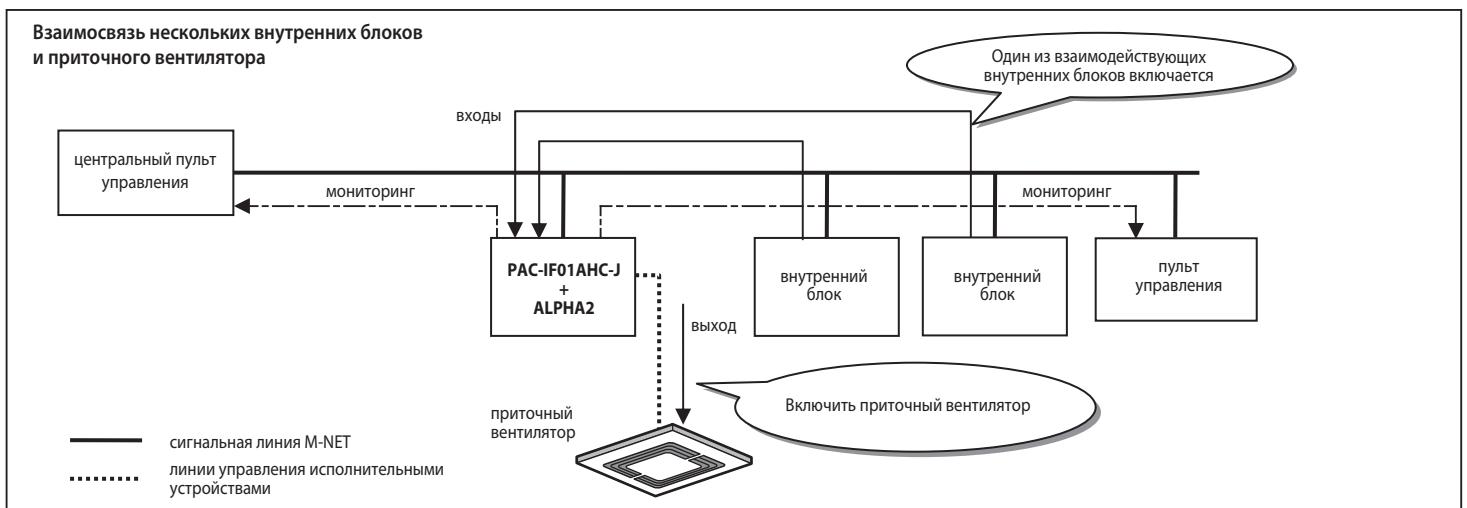 Взаимосвязь нескольких внутренних блоков
и приточного вентилятора
Один из взаимодействующих
внутренних блоков включается
входы
центральный пульт
управления
мониторинг
мониторинг
PAC-IF01AHC-J
+
ALPHA2
внутренний
блок
внутренний
блок
пульт
управления
выход
Включить приточный вентилятор
приточный
вентилятор
сигнальная линия M-NET
линии управления исполнительными
устройствами